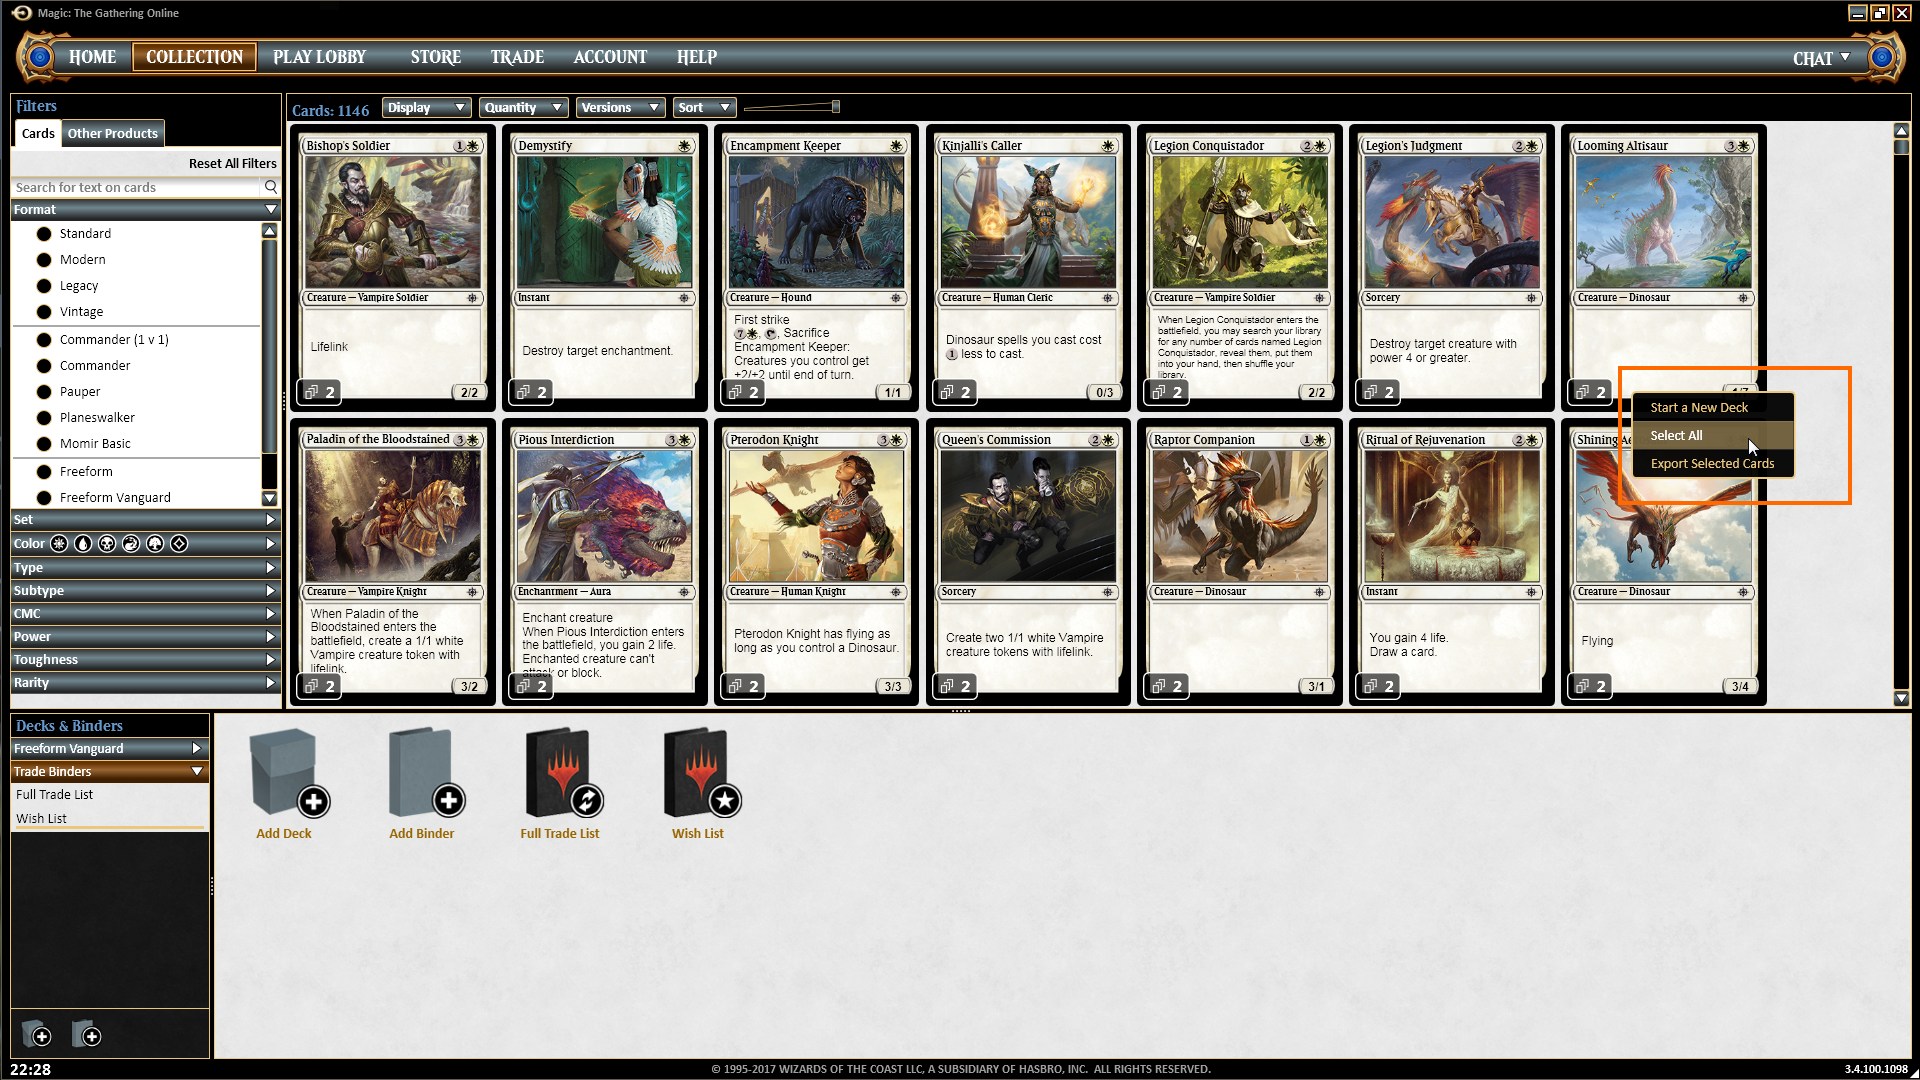 Magic: The Gathering Online
HOME COLLECTION PLAY LOBBY STORE TRADE ACCOUNT HELP CHAT
Filters
Cards Other Products
Reset All Filters
Search for text on cards
Format
Standard
Modern
Legacy
Vintage
Commander (1 v 1)
Commander
Pauper
Planeswalker
Momir Basic
Freeform
Freeform Vanguard
Set
Color
Type
Subtype
CMC
Power
Toughness
Rarity
Cards: 1146 Display Quantity Versions Sort
Bishop's Soldier 1
Creature — Vampire Soldier
Lifelink
2 2/2
Demystify
Instant
Destroy target enchantment.
2
Encampment Keeper
Creature — Hound
First strike
7 , , Sacrifice
Encampment Keeper:
Creatures you control get
+2/+2 until end of turn.
2 1/1
Kinjalli's Caller
Creature — Human Cleric
Dinosaur spells you cast cost
1 less to cast.
2 0/3
Legion Conquistador 2
Creature — Vampire Soldier
When Legion Conquistador enters the
battlefield, you may search your library
for any number of cards named Legion
Conquistador, reveal them, put them
into your hand, then shuffle your
library.
2 2/2
Legion's Judgment 2
Sorcery
Destroy target creature with
power 4 or greater.
2
Looming Altisaur 3
Creature — Dinosaur
2 1/7
Start a New Deck
Select All
Export Selected Cards
Paladin of the Bloodstained 3
Creature — Vampire Knight
When Paladin of the
Bloodstained enters the
battlefield, create a 1/1 white
Vampire creature token with
lifelink.
2 3/2
Pious Interdiction 3
Enchantment — Aura
Enchant creature
When Pious Interdiction enters
the battlefield, you gain 2 life.
Enchanted creature can't
attack or block.
2
Pterodon Knight 3
Creature — Human Knight
Pterodon Knight has flying as
long as you control a Dinosaur.
2 3/3
Queen's Commission 2
Sorcery
Create two 1/1 white Vampire
creature tokens with lifelink.
2
Raptor Companion 1
Creature — Dinosaur
2 3/1
Ritual of Rejuvenation 2
Instant
You gain 4 life.
Draw a card.
2
Shining Ae
Creature — Dinosaur
Flying
2 3/4
Decks & Binders
Freeform Vanguard
Trade Binders
Full Trade List
Wish List
Add Deck Add Binder Full Trade List Wish List
22:28 © 1995-2017 WIZARDS OF THE COAST LLC, A SUBSIDIARY OF HASBRO, INC. ALL RIGHTS RESERVED. 3.4.100.1098